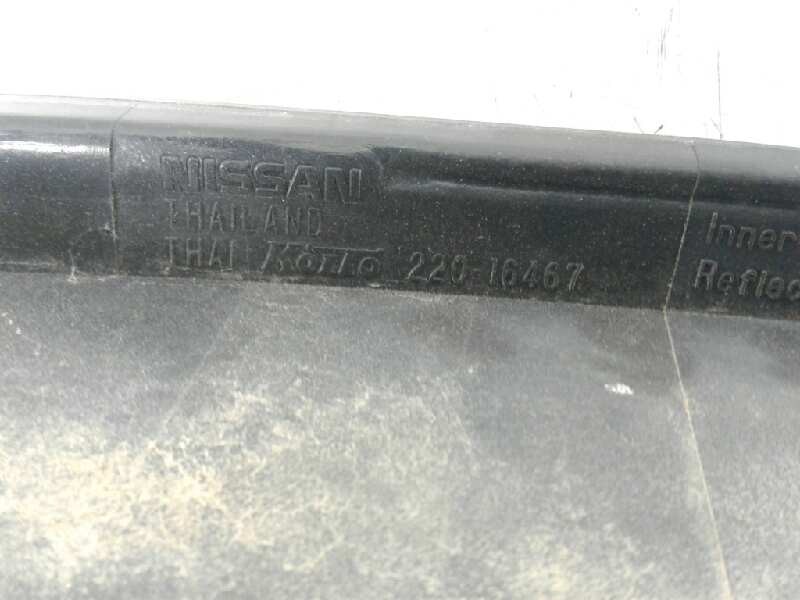 NISSAN
THAILAND
THAI KOITO 220-16467
Inner
Reflec